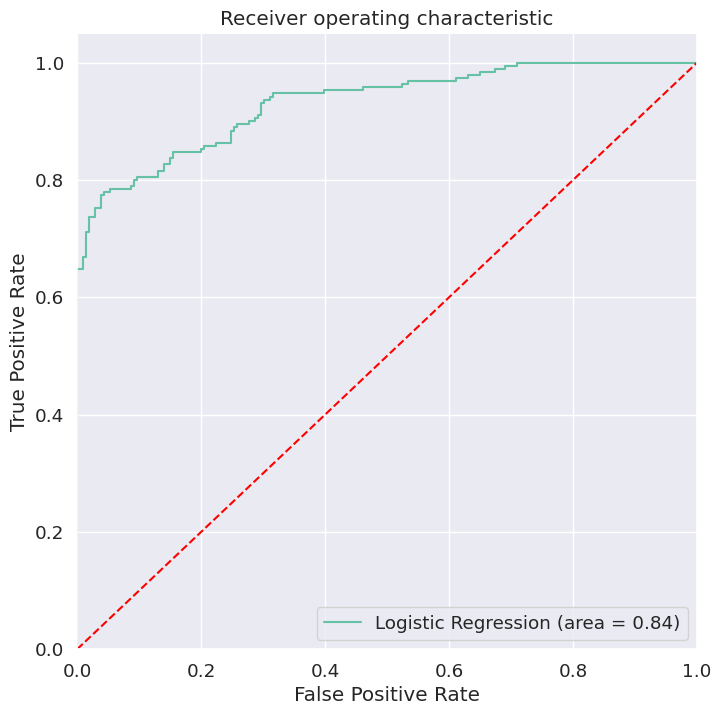 Receiver operating characteristic
1.0
0.8
0.6
0.4
0.2
0.0
True Positive Rate
Logistic Regression (area = 0.84)
0.0 0.2 0.4 0.6 0.8 1.0
False Positive Rate